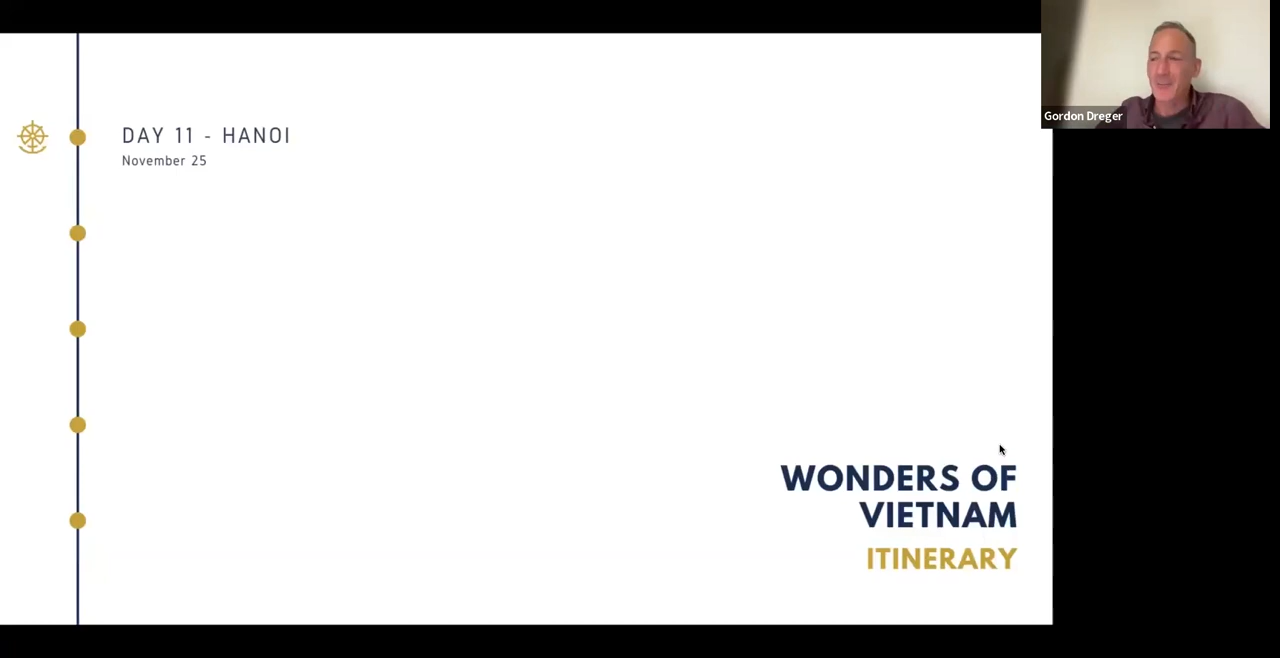 Gordon Dreger
DAY 11 - HANOI
November 25
WONDERS OF
VIETNAM
ITINERARY